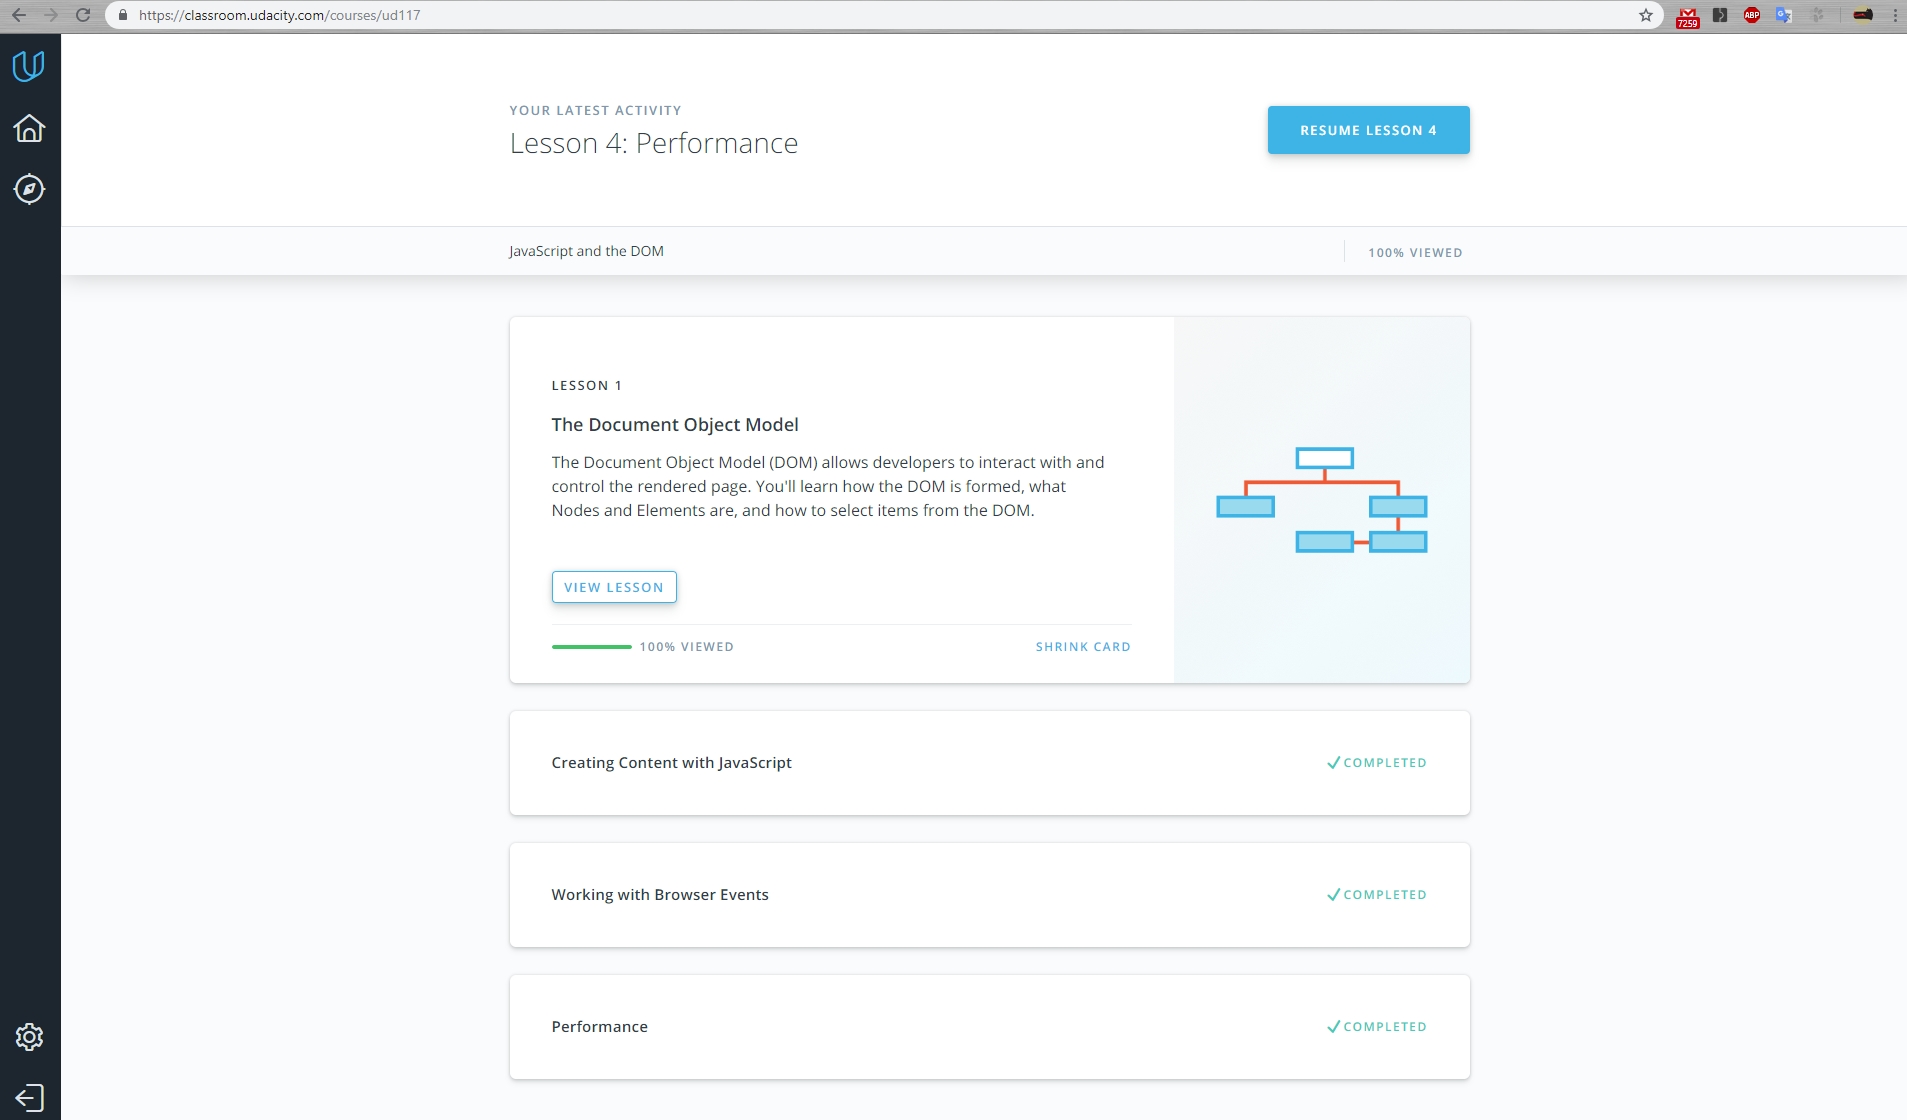 https://classroom.udacity.com/courses/ud117
7259
ABP
YOUR LATEST ACTIVITY
Lesson 4: Performance
RESUME LESSON 4
JavaScript and the DOM
100% VIEWED
LESSON 1
The Document Object Model
The Document Object Model (DOM) allows developers to interact with and
control the rendered page. You'll learn how the DOM is formed, what
Nodes and Elements are, and how to select items from the DOM.
VIEW LESSON
100% VIEWED
SHRINK CARD
Creating Content with JavaScript
COMPLETED
Working with Browser Events
COMPLETED
Performance
COMPLETED